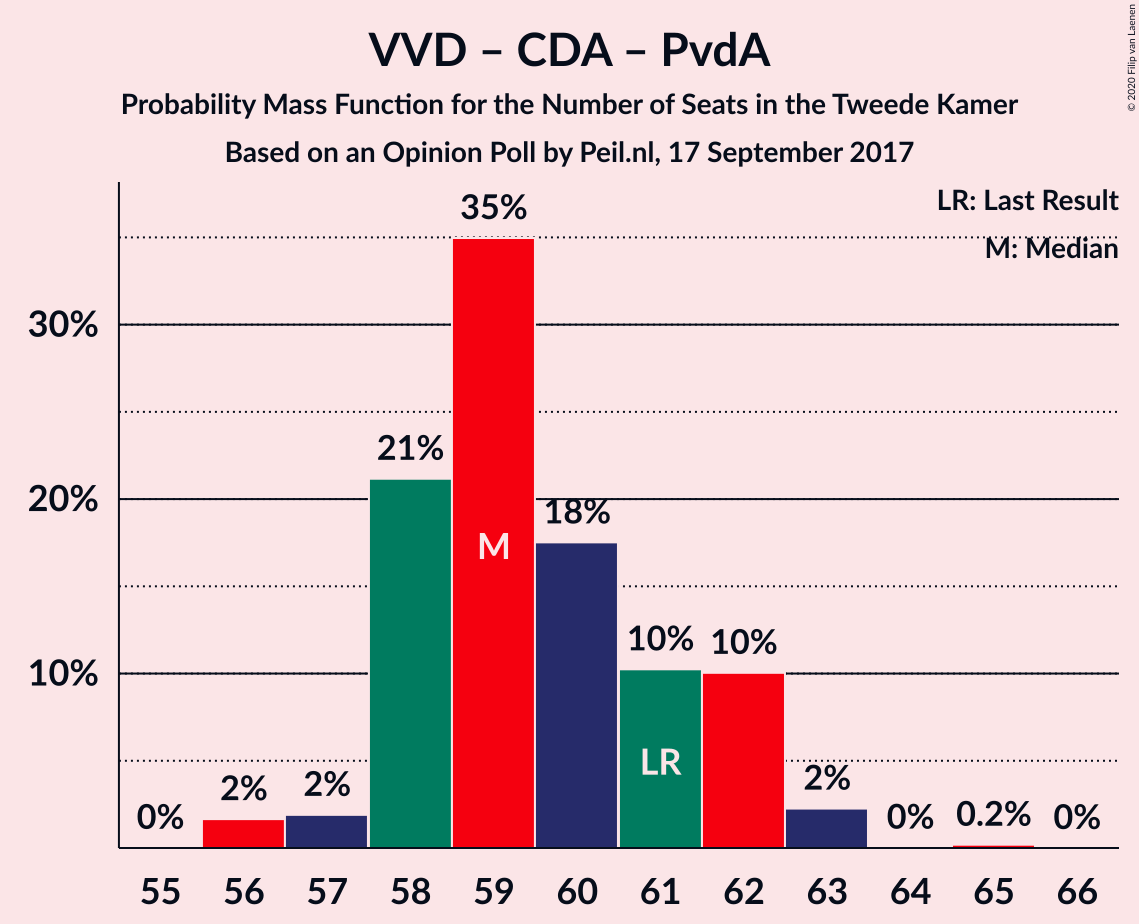 VVD – CDA – PvdA
Probability Mass Function for the Number of Seats in the Tweede Kamer
Based on an Opinion Poll by Peil.nl, 17 September 2017
© 2020 Filip van Laenen
LR: Last Result
M: Median
35%
30%
21%
20%
18%
M
10%
10%
10%
LR
0%
2%
2%
2%
0%
0.2%
0%
55 56 57 58 59 60 61 62 63 64 65 66